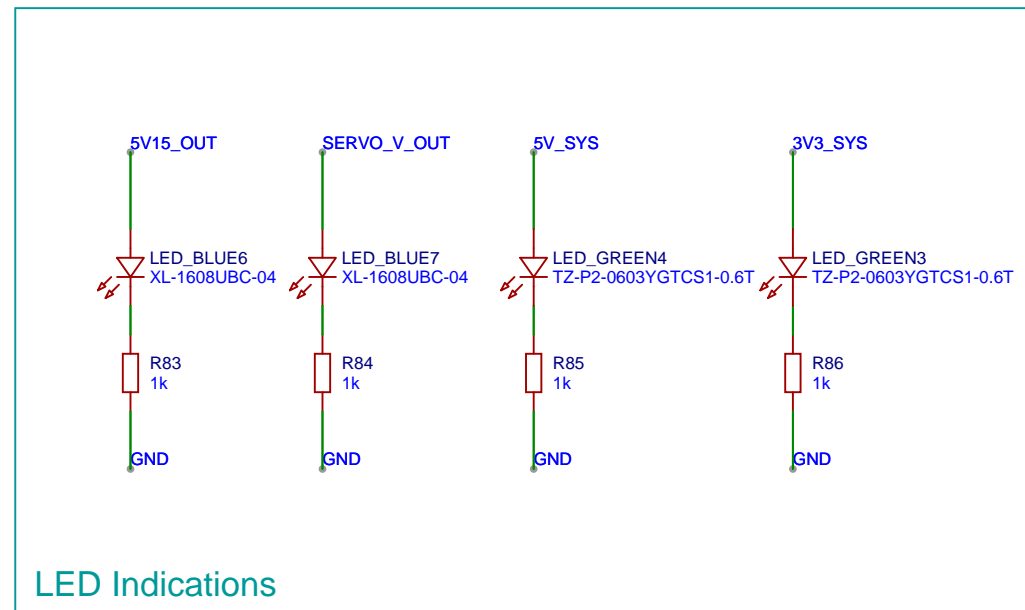 5V15_OUT
SERVO_V_OUT
5V_SYS
3V3_SYS
LED_BLUE6
XL-1608UBC-04
LED_BLUE7
XL-1608UBC-04
LED_GREEN4
TZ-P2-0603YGTCS1-0.6T
LED_GREEN3
TZ-P2-0603YGTCS1-0.6T
R83
1k
R84
1k
R85
1k
R86
1k
GND
GND
GND
GND
LED Indications